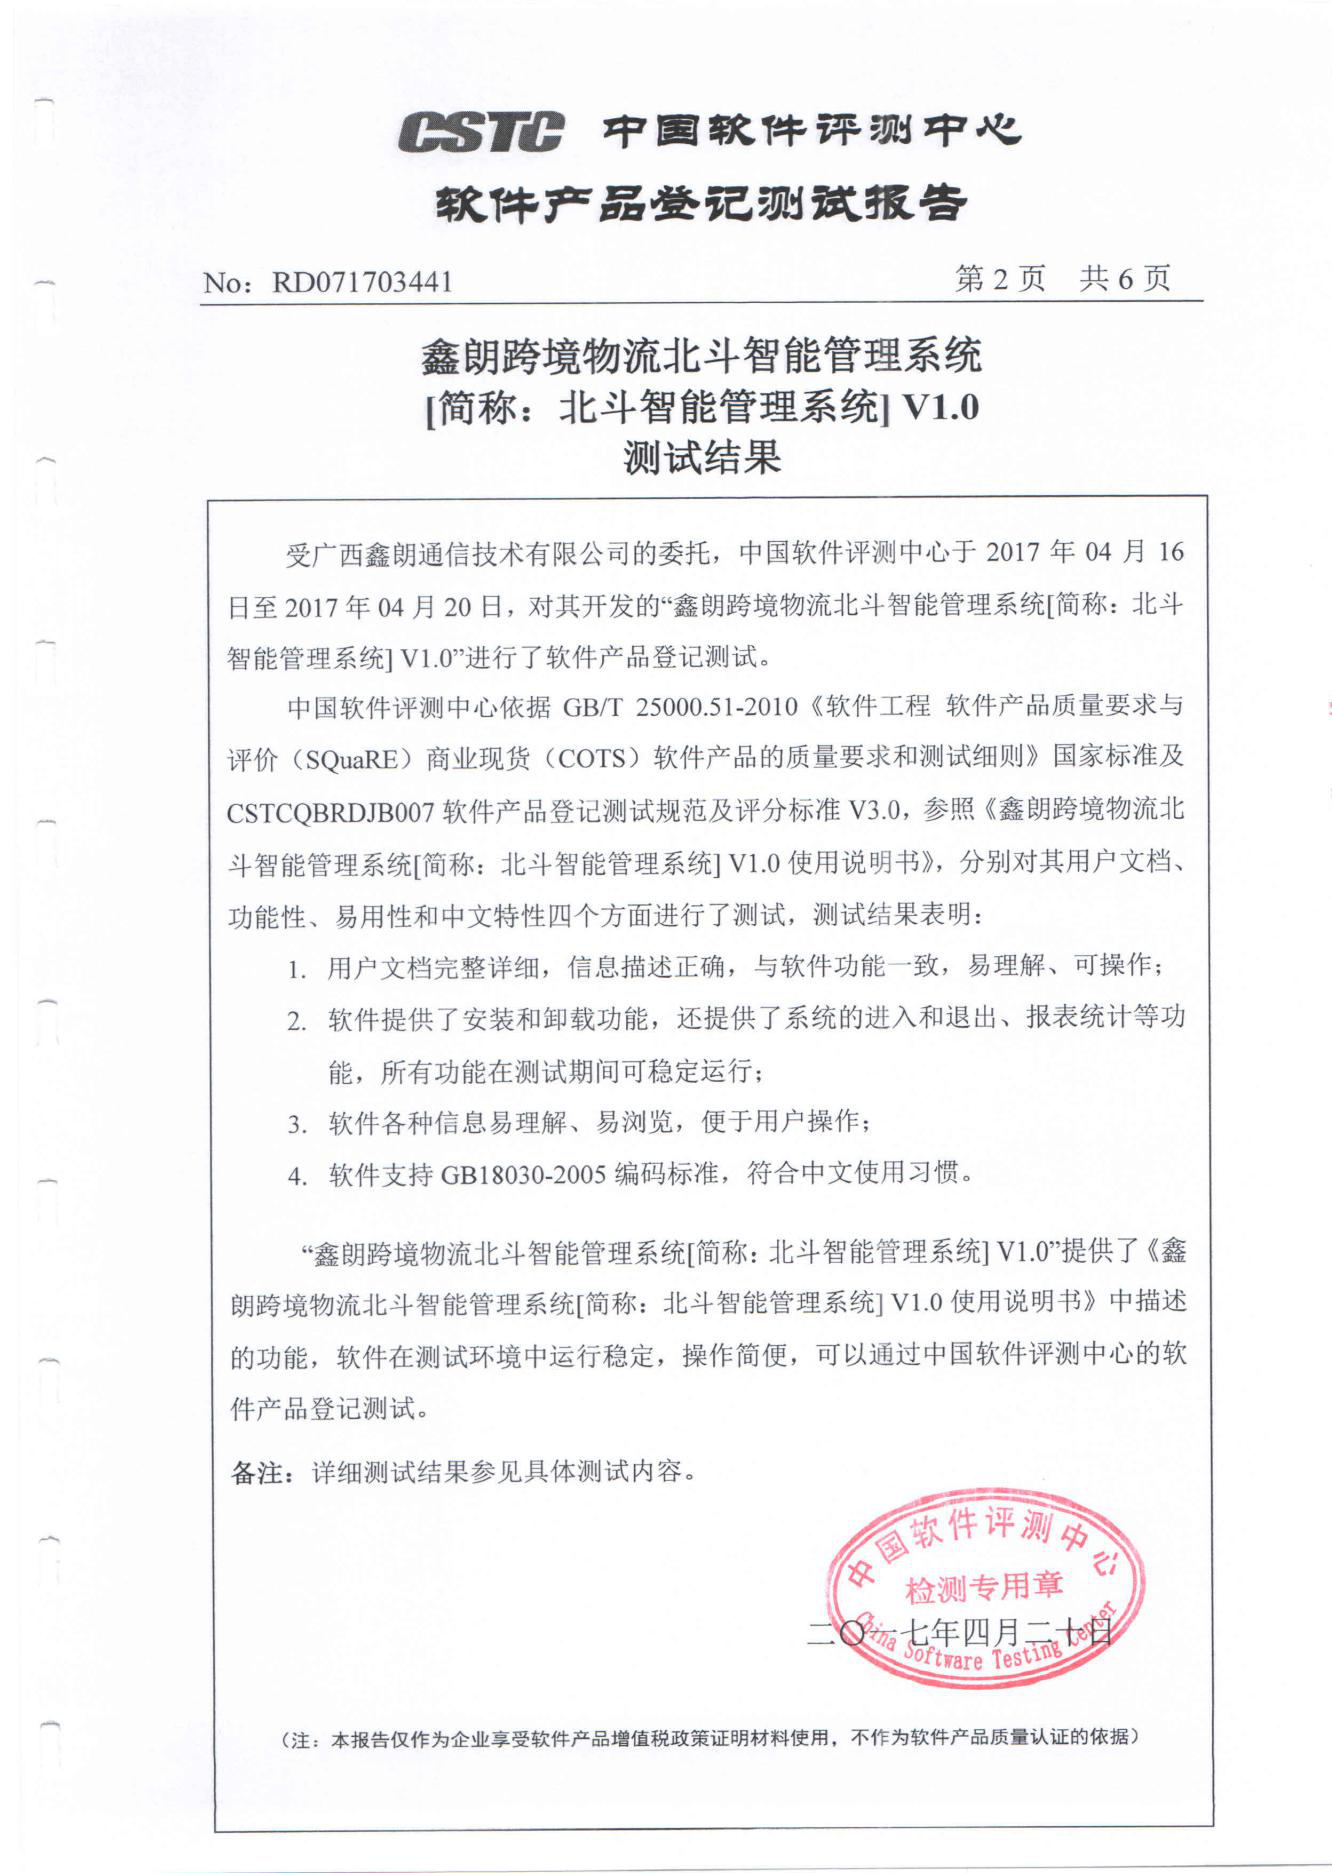 CSTC 中国软件评测中心
软件产品登记测试报告
No：RD071703441 第 2 页 共 6 页
鑫朗跨境物流北斗智能管理系统
[简称：北斗智能管理系统] V1.0
测试结果
受广西鑫朗通信技术有限公司的委托，中国软件评测中心于 2017 年 04 月 16
日至 2017 年 04 月 20 日，对其开发的“鑫朗跨境物流北斗智能管理系统[简称：北斗
智能管理系统] V1.0”进行了软件产品登记测试。
中国软件评测中心依据 GB/T 25000.51-2010《软件工程 软件产品质量要求与
评价（SQuaRE）商业现货（COTS）软件产品的质量要求和测试细则》国家标准及
CSTCQBRDJB007 软件产品登记测试规范及评分标准 V3.0，参照《鑫朗跨境物流北
斗智能管理系统[简称：北斗智能管理系统] V1.0 使用说明书》，分别对其用户文档、
功能性、易用性和中文特性四个方面进行了测试，测试结果表明：
1. 用户文档完整详细，信息描述正确，与软件功能一致，易理解、可操作；
2. 软件提供了安装和卸载功能，还提供了系统的进入和退出、报表统计等功
能，所有功能在测试期间可稳定运行；
3. 软件各种信息易理解、易浏览，便于用户操作；
4. 软件支持 GB18030-2005 编码标准，符合中文使用习惯。
“鑫朗跨境物流北斗智能管理系统[简称：北斗智能管理系统] V1.0”提供了《鑫
朗跨境物流北斗智能管理系统[简称：北斗智能管理系统] V1.0 使用说明书》中描述
的功能，软件在测试环境中运行稳定，操作简便，可以通过中国软件评测中心的软
件产品登记测试。
备注：详细测试结果参见具体测试内容。
中国软件评测中心
检测专用章
二〇一七年四月二十日
China Software Testing Center
（注：本报告仅作为企业享受软件产品增值税政策证明材料使用，不作为软件产品质量认证的依据）